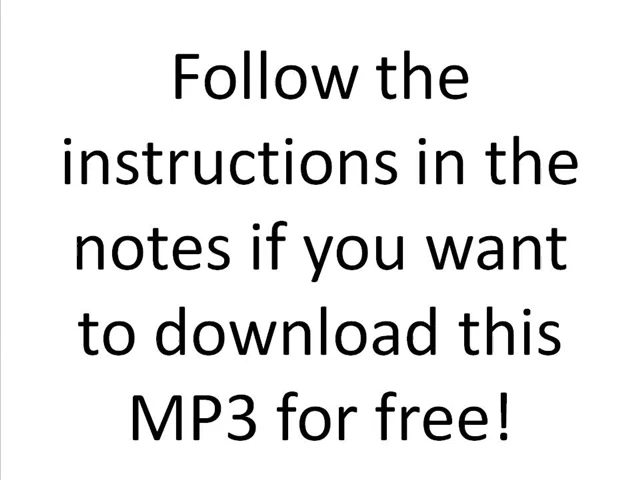 Follow the
instructions in the
notes if you want
to download this
MP3 for free!